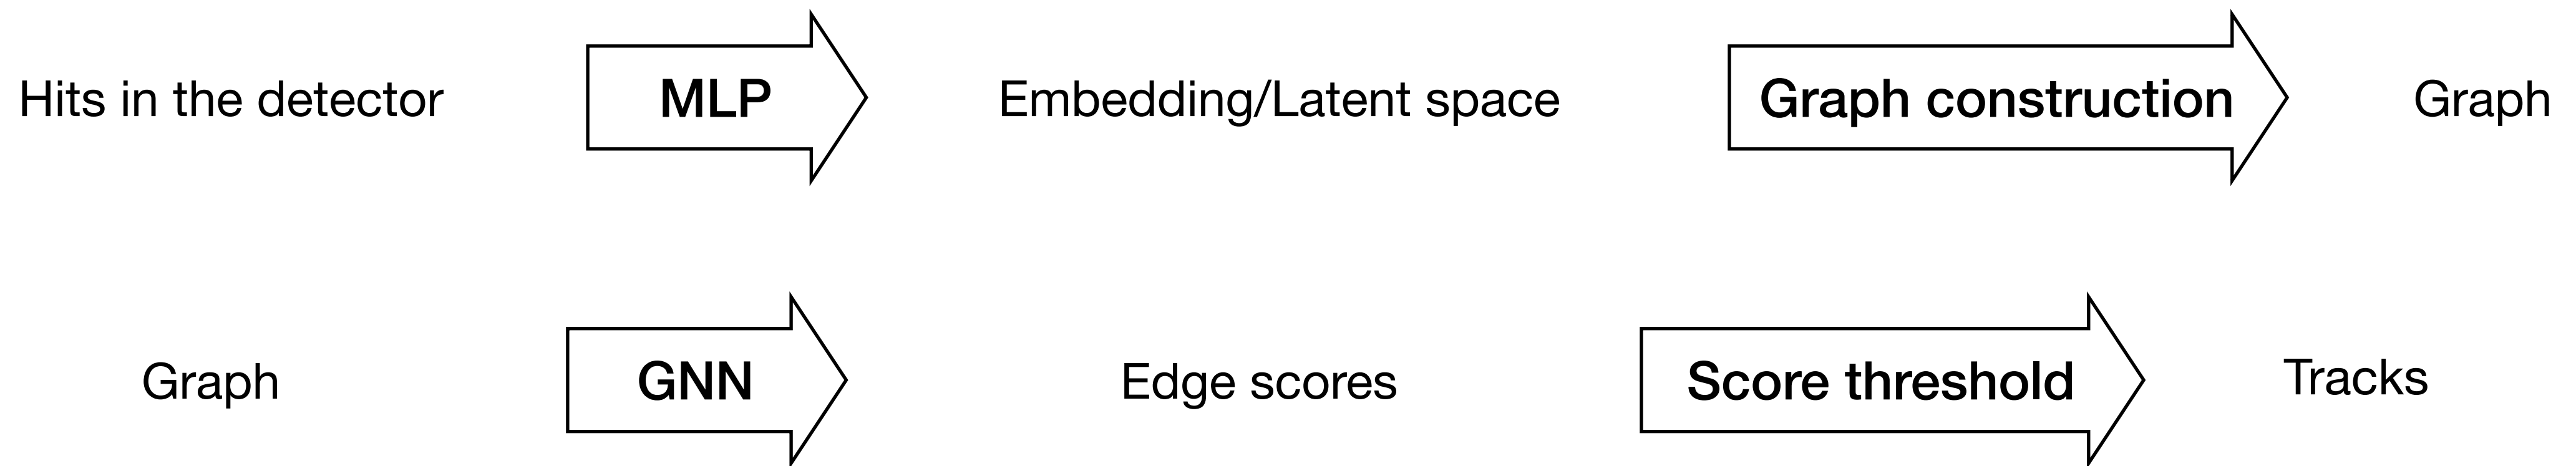 Hits in the detector
MLP
Embedding/Latent space
Graph construction
Graph
Graph
GNN
Edge scores
Score threshold
Tracks